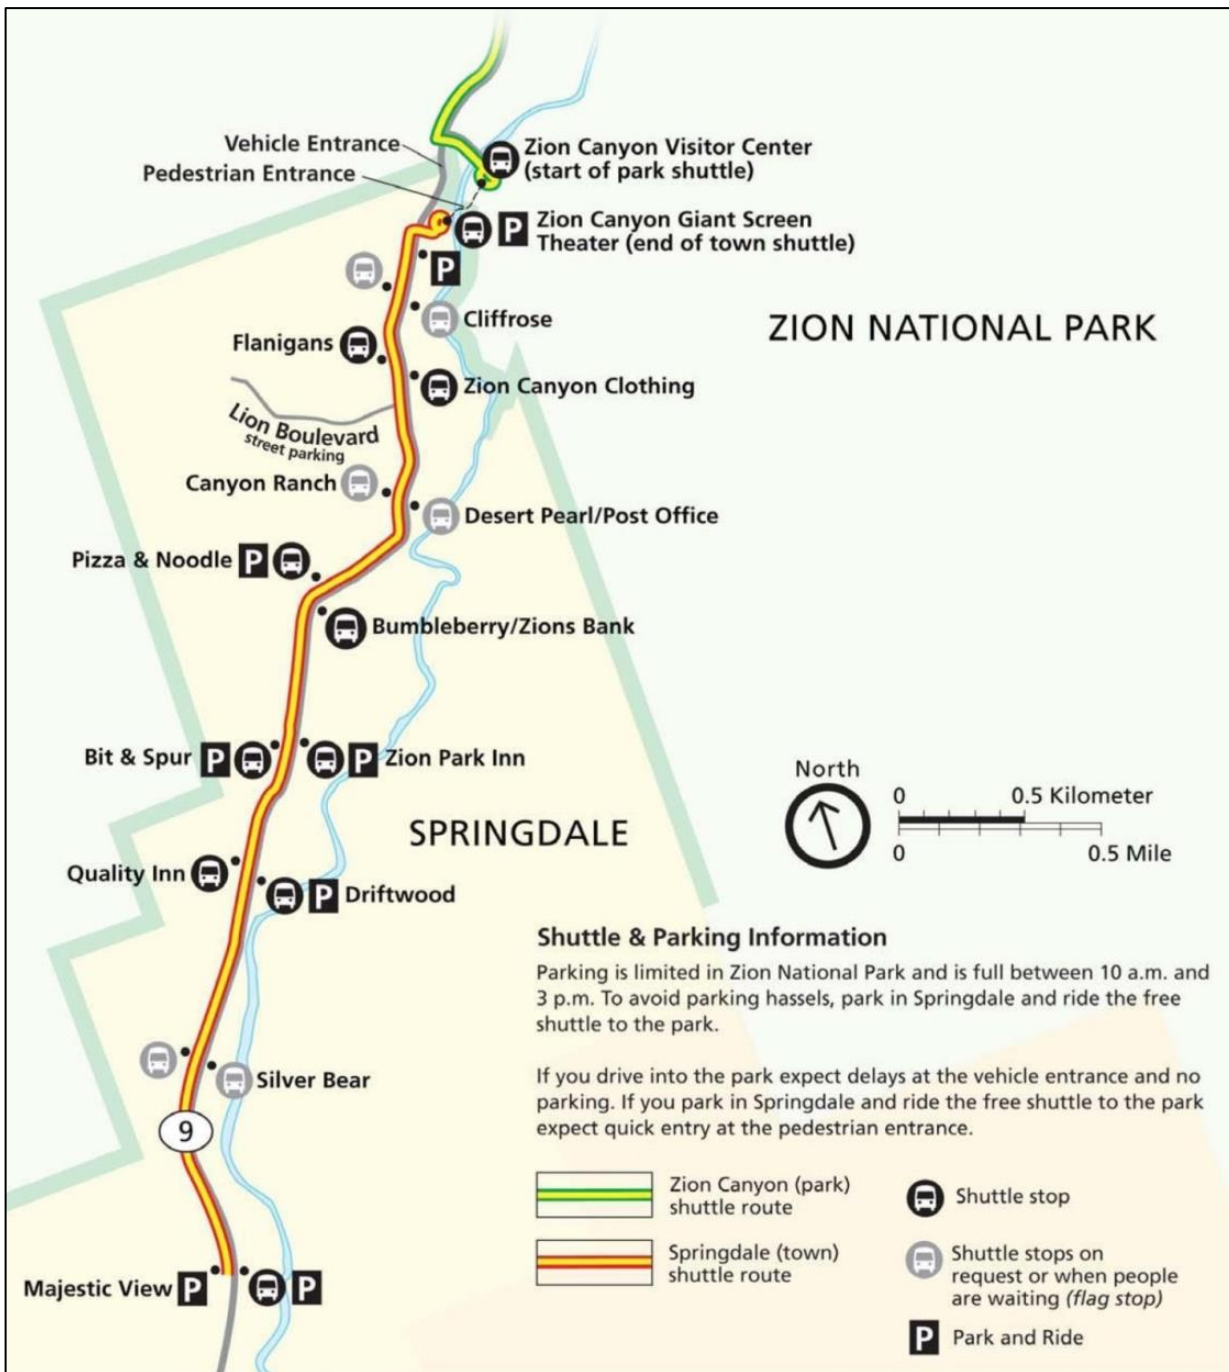 Vehicle Entrance
Pedestrian Entrance
Zion Canyon Visitor Center
(start of park shuttle)
P
Zion Canyon Giant Screen
Theater (end of town shuttle)
P
Cliffrose
ZION NATIONAL PARK
Flanigans
Zion Canyon Clothing
Lion Boulevard
street parking
Canyon Ranch
Desert Pearl/Post Office
Pizza & Noodle P
Bumbleberry/Zions Bank
Bit & Spur P
P Zion Park Inn
North
0 0.5 Kilometer
0 0.5 Mile
SPRINGDALE
Quality Inn
P Driftwood
Silver Bear
9
Majestic View P
P
Shuttle & Parking Information
Parking is limited in Zion National Park and is full between 10 a.m. and
3 p.m. To avoid parking hassels, park in Springdale and ride the free
shuttle to the park.
If you drive into the park expect delays at the vehicle entrance and no
parking. If you park in Springdale and ride the free shuttle to the park
expect quick entry at the pedestrian entrance.
Zion Canyon (park)
shuttle route
Springdale (town)
shuttle route
Shuttle stop
Shuttle stops on
request or when people
are waiting (flag stop)
P Park and Ride